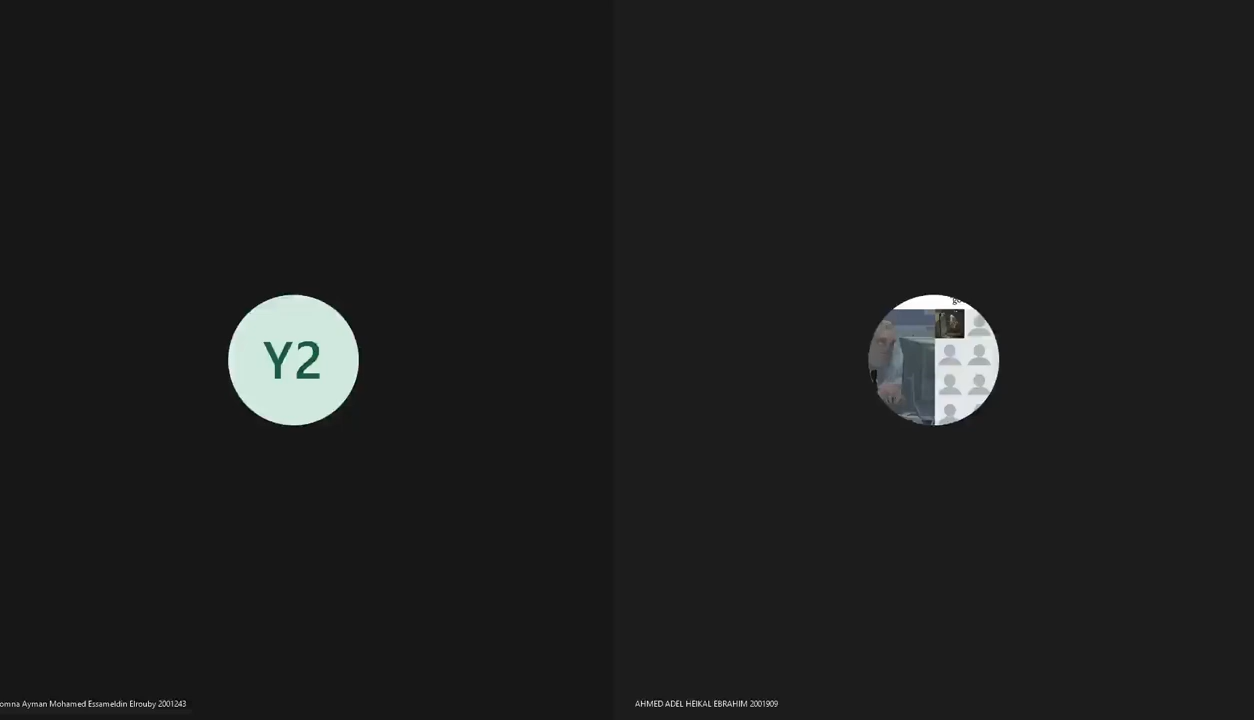 Y2
omna Ayman Mohamed Essameldin Elrouby 2001243
AHMED ADEL HEIKAL EBRAHIM 2001909